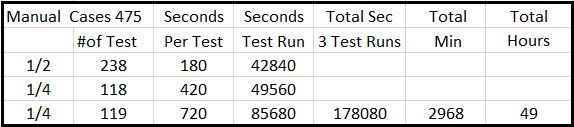 Manual Cases 475 Seconds Seconds Total Sec Total Total
#of Test Per Test Test Run 3 Test Runs Min Hours
1/2 238 180 42840
1/4 118 420 49560
1/4 119 720 85680 178080 2968 49